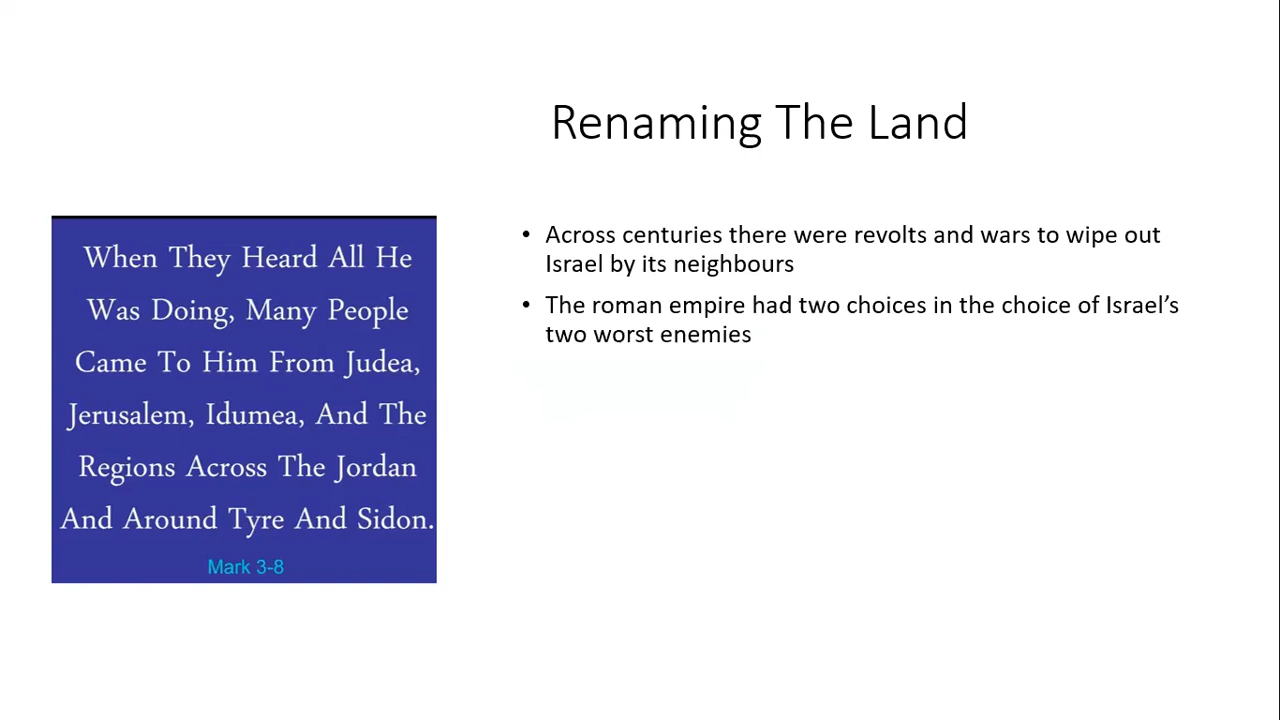 Renaming The Land
When They Heard All He
Was Doing, Many People
Came To Him From Judea,
Jerusalem, Idumea, And The
Regions Across The Jordan
And Around Tyre And Sidon.
Mark 3-8
• Across centuries there were revolts and wars to wipe out
Israel by its neighbours
• The roman empire had two choices in the choice of Israel’s
two worst enemies